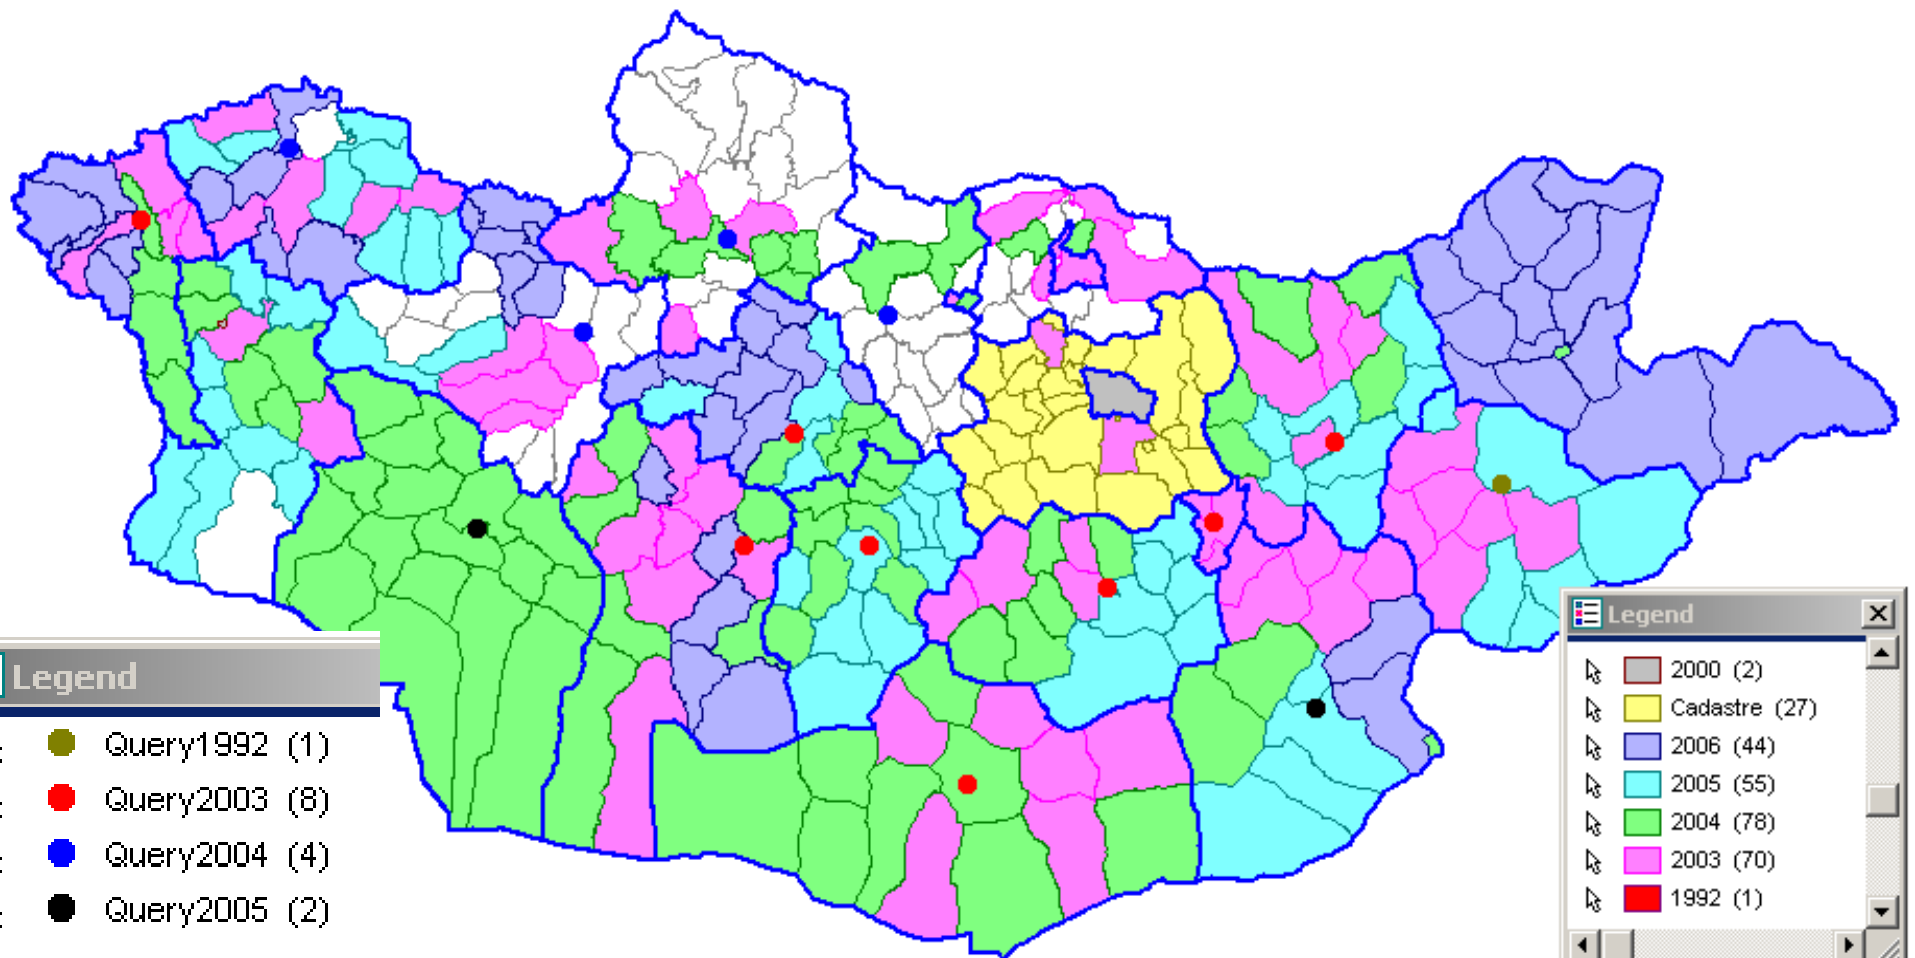 Legend
Query1992 (1)
Query2003 (8)
Query2004 (4)
Query2005 (2)
Legend
2000 (2)
Cadastre (27)
2006 (44)
2005 (55)
2004 (78)
2003 (70)
1992 (1)